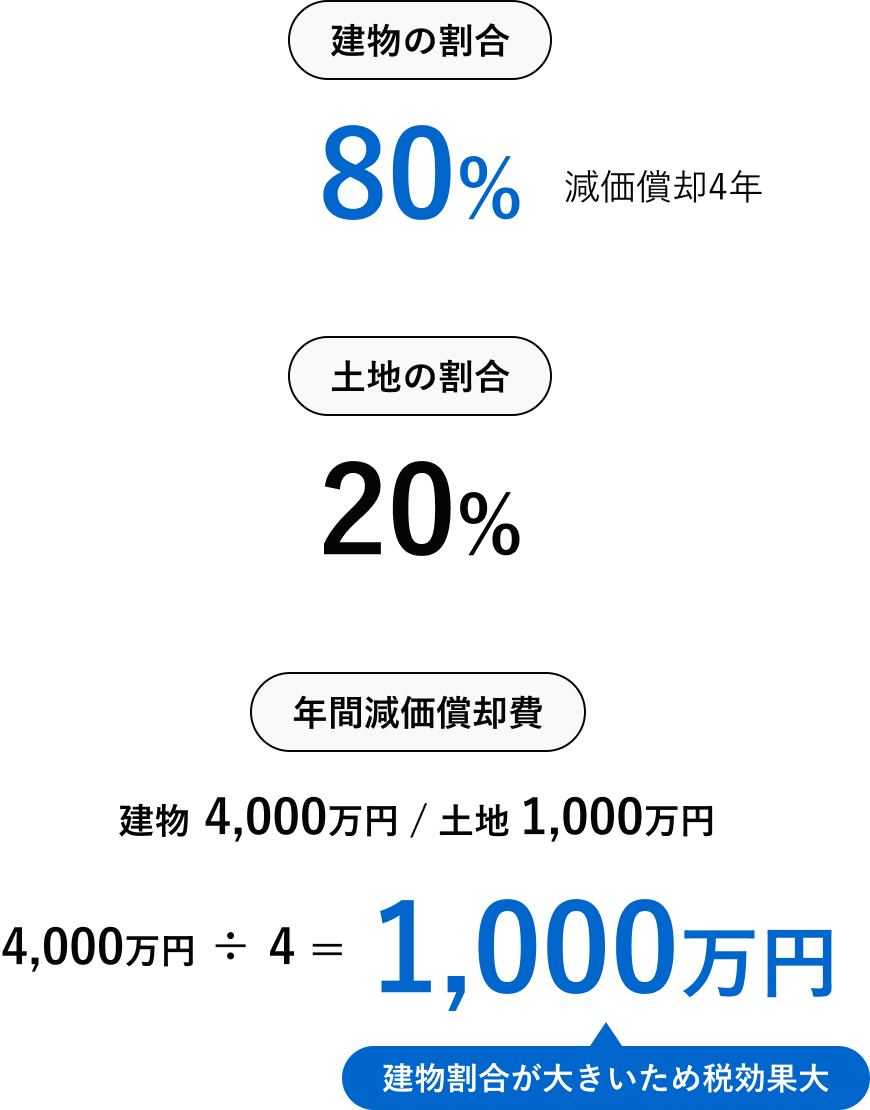 建物の割合
80% 減価償却4年
土地の割合
20%
年間減価償却費
建物 4,000万円 / 土地 1,000万円
4,000万円 ÷ 4 = 1,000万円
建物割合が大きいため税効果大